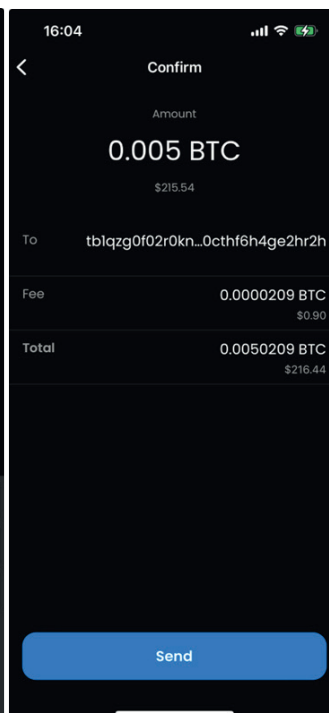 16:04
Confirm
Amount
0.005 BTC
$215.54
To tb1qzg0f02r0kn...0cthf6h4ge2hr2h
Fee 0.0000209 BTC
$0.90
Total 0.0050209 BTC
$216.44
Send